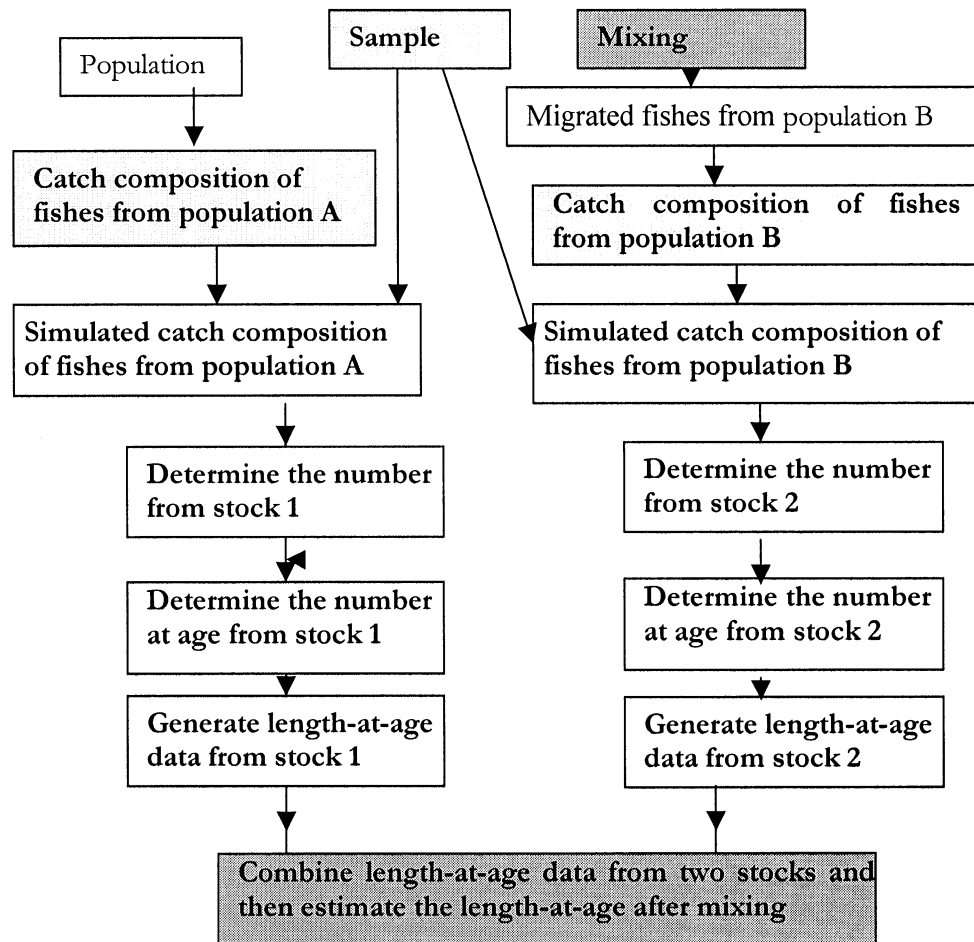 Population
Sample
Mixing
Migrated fishes from population B
Catch composition of
fishes from population A
Catch composition of fishes
from population B
Simulated catch composition
of fishes from population A
Simulated catch composition of
fishes from population B
Determine the number
from stock 1
Determine the number
from stock 2
Determine the number
at age from stock 1
Determine the number
at age from stock 2
Generate length-at-age
data from stock 1
Generate length-at-age
data from stock 2
Combine length-at-age data from two stocks and
then estimate the length-at-age after mixing